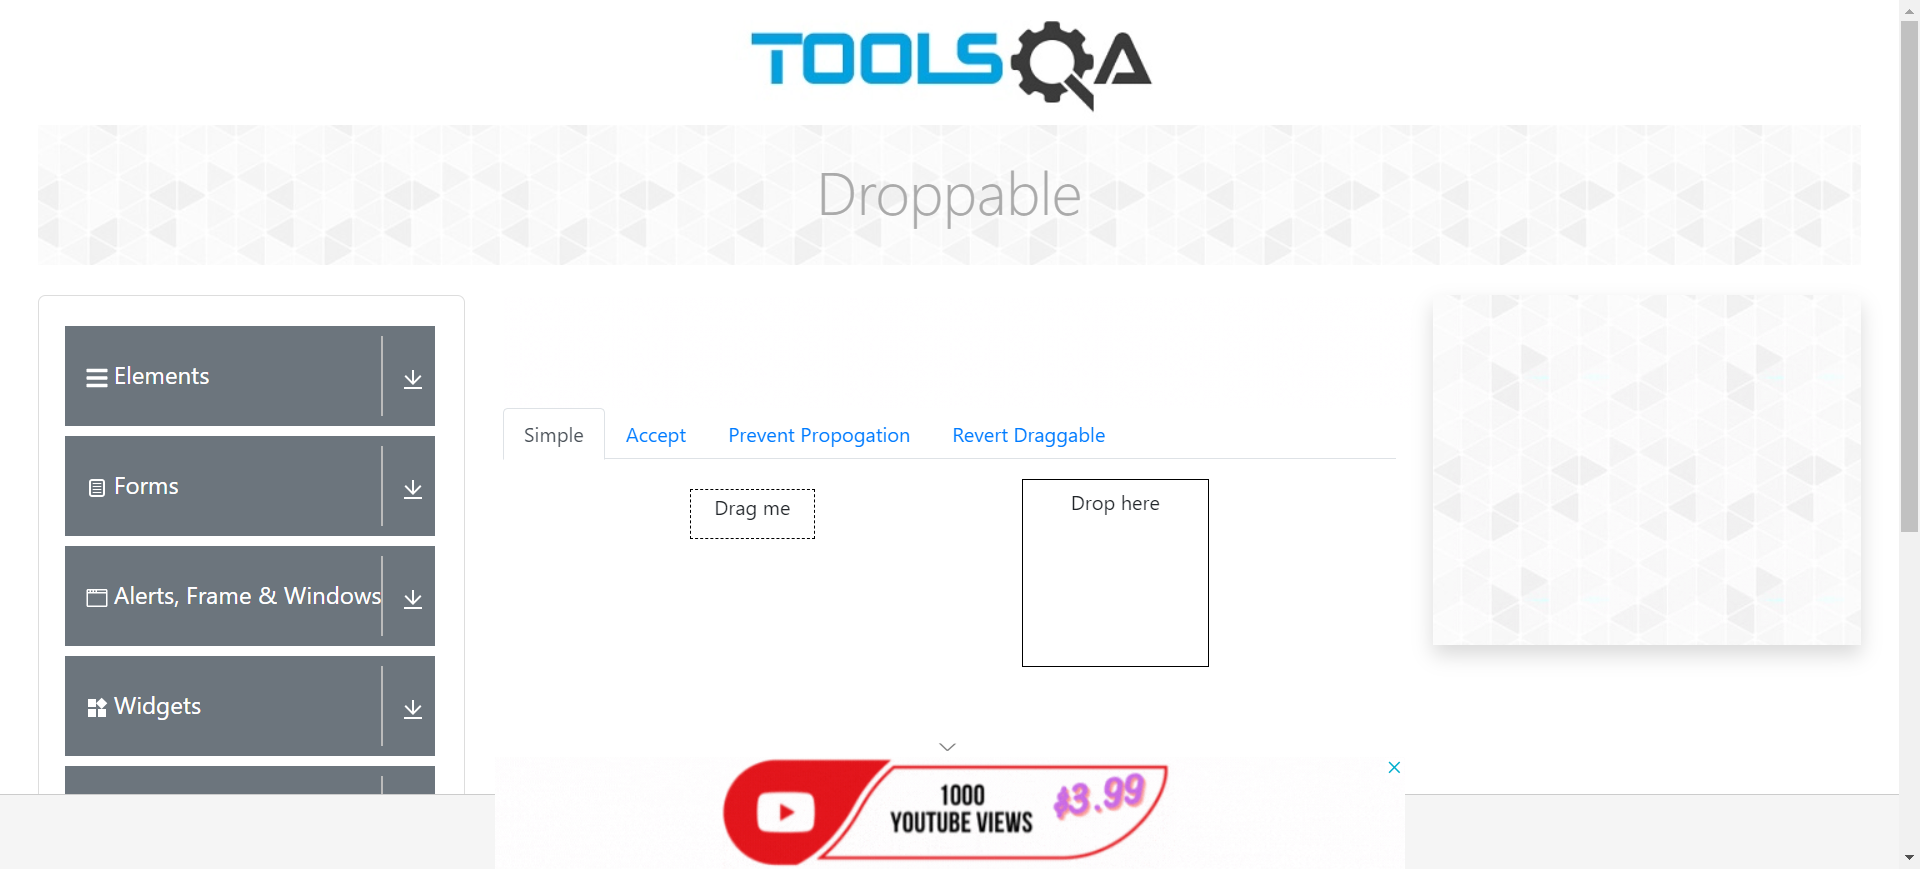 TOOLSQA
Droppable
Elements
Forms
Alerts, Frame & Windows
Widgets
Simple
Accept
Prevent Propogation
Revert Draggable
Drag me
Drop here
1000
YOUTUBE VIEWS
$3.99